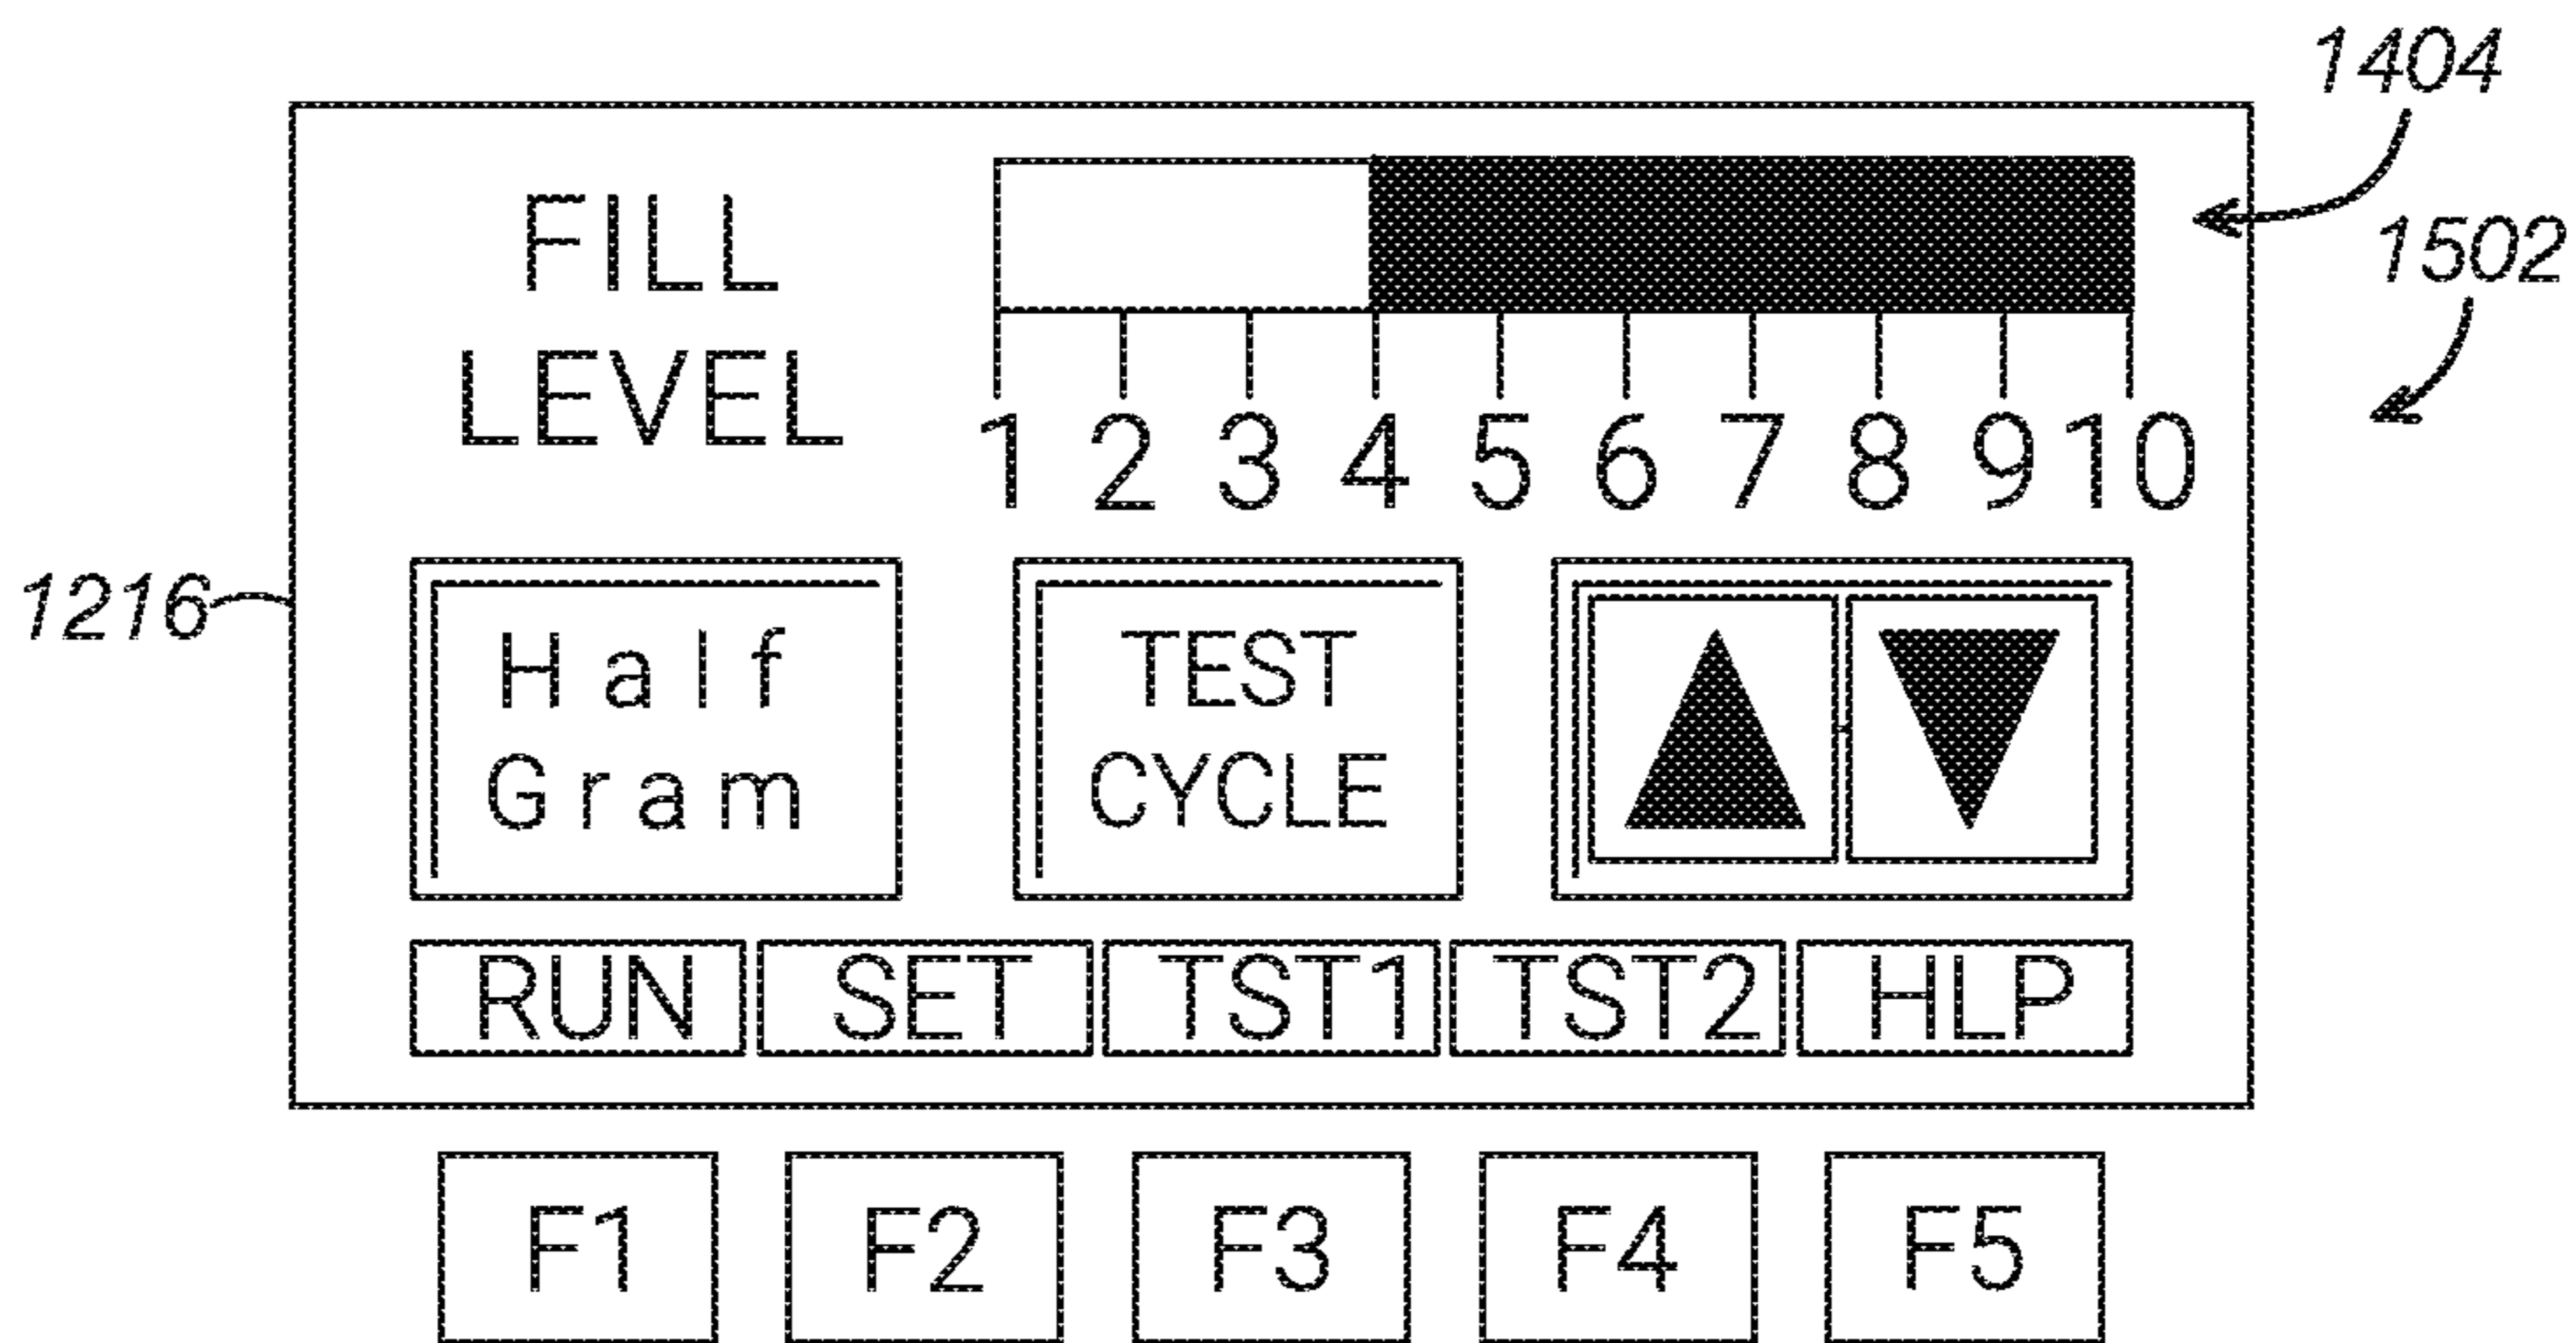 1404
FILL
LEVEL
1502
1 2 3 4 5 6 7 8 9 10
1216
Half
Gram
TEST
CYCLE
RUN SET TST1 TST2 HLP
F1 F2 F3 F4 F5